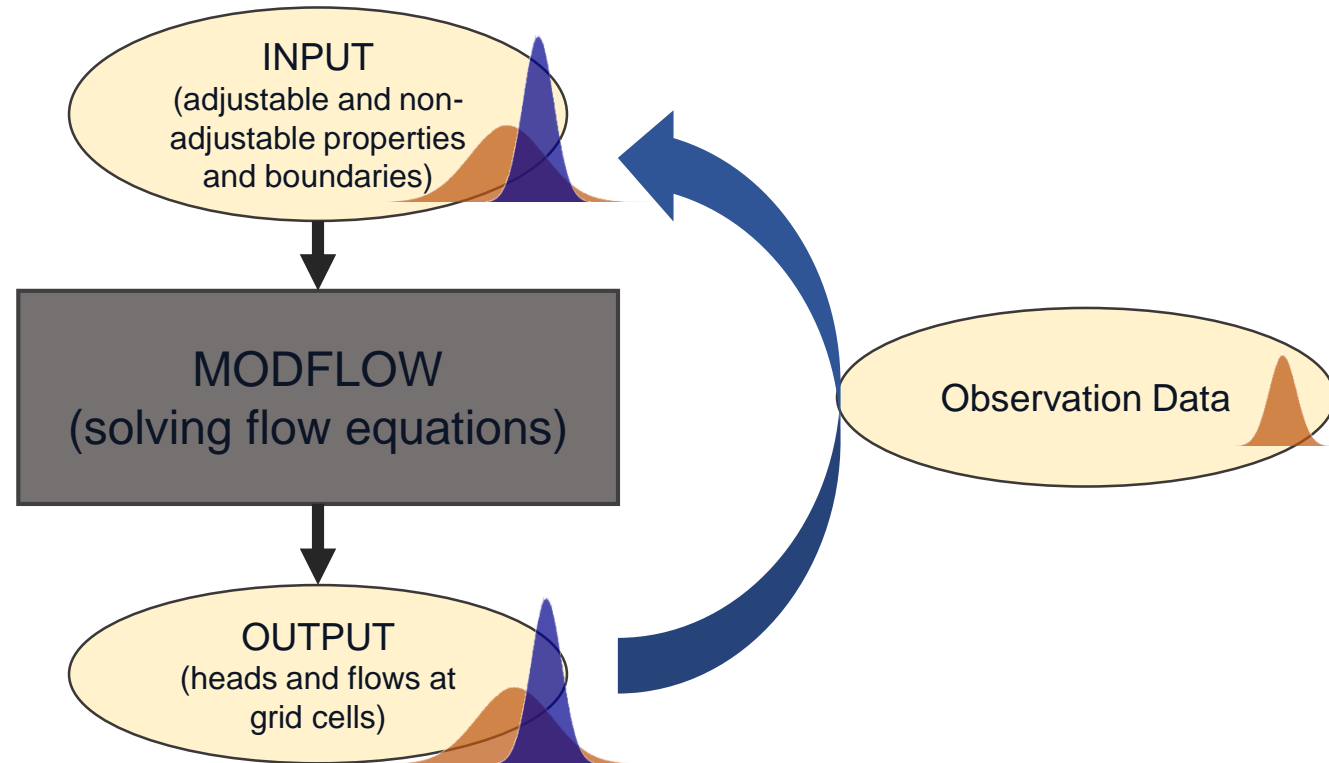 INPUT
(adjustable and non-
adjustable properties
and boundaries)
MODFLOW
(solving flow equations)
Observation Data
OUTPUT
(heads and flows at
grid cells)